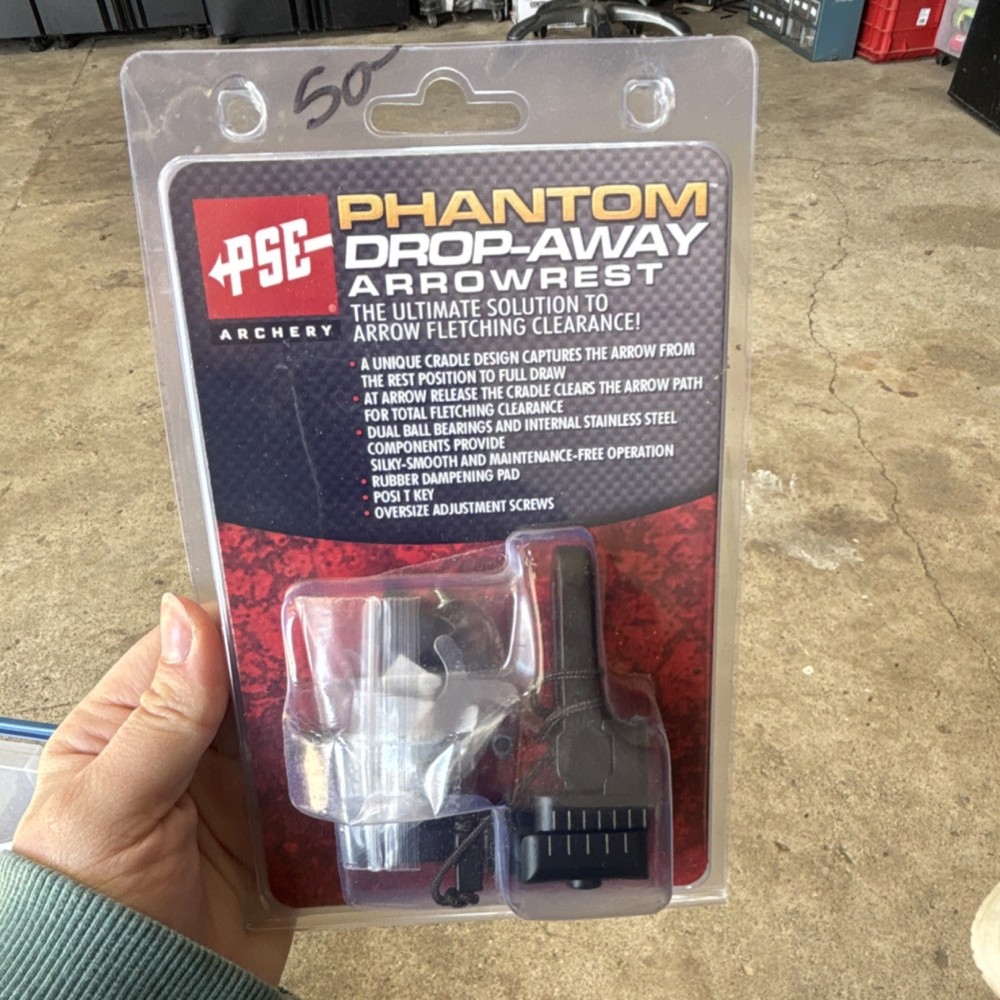 50-
PSE
ARCHERY
PHANTOM™
DROP-AWAY
ARROWREST
THE ULTIMATE SOLUTION TO
ARROW FLETCHING CLEARANCE!
• A UNIQUE CRADLE DESIGN CAPTURES THE ARROW FROM
THE REST POSITION TO FULL DRAW
• AT ARROW RELEASE THE CRADLE CLEARS THE ARROW PATH
FOR TOTAL FLETCHING CLEARANCE
• DUAL BALL BEARINGS AND INTERNAL STAINLESS STEEL
COMPONENTS PROVIDE
SILKY-SMOOTH AND MAINTENANCE-FREE OPERATION
• RUBBER DAMPENING PAD
• POSI T KEY
• OVERSIZE ADJUSTMENT SCREWS